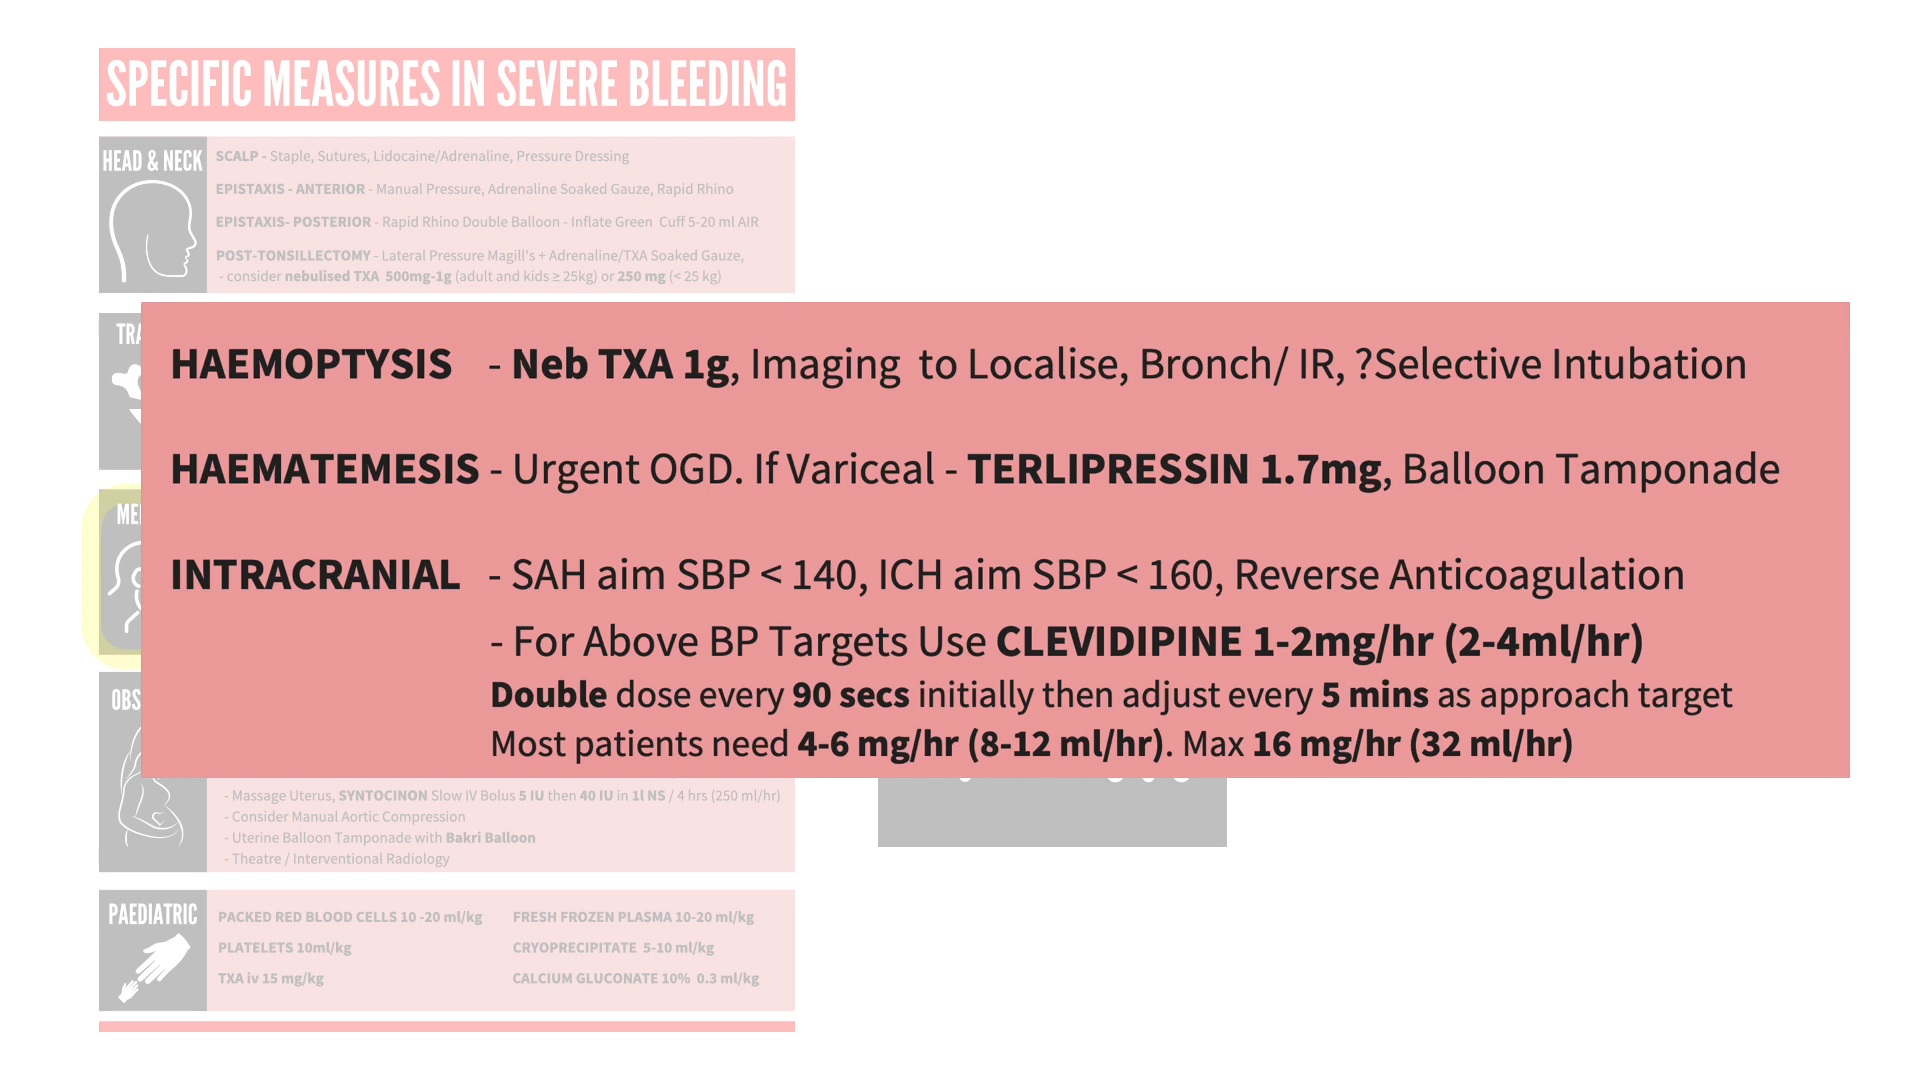 SPECIFIC MEASURES IN SEVERE BLEEDING
HEAD & NECK
SCALP - Staple, Sutures, Lidocaine/Adrenaline, Pressure Dressing
EPISTAXIS - ANTERIOR - Manual Pressure, Adrenaline Soaked Gauze, Rapid Rhino
EPISTAXIS- POSTERIOR - Rapid Rhino Double Balloon - Inflate Green Cuff 5-20 ml AIR
POST-TONSILLECTOMY - Lateral Pressure Magill's + Adrenaline/TXA Soaked Gauze,
- consider nebulised TXA 500mg-1g (adult and kids ≥ 25kg) or 250 mg (< 25 kg)
HAEMOPTYSIS - Neb TXA 1g, Imaging to Localise, Bronch/ IR, ?Selective Intubation
HAEMATEMESIS - Urgent OGD. If Variceal - TERLIPRESSIN 1.7mg, Balloon Tamponade
INTRACRANIAL - SAH aim SBP < 140, ICH aim SBP < 160, Reverse Anticoagulation
- For Above BP Targets Use CLEVIDIPINE 1-2mg/hr (2-4ml/hr)
Double dose every 90 secs initially then adjust every 5 mins as approach target
Most patients need 4-6 mg/hr (8-12 ml/hr). Max 16 mg/hr (32 ml/hr)
- Massage Uterus, SYNTOCINON Slow IV Bolus 5 IU then 40 IU in 1l NS / 4 hrs (250 ml/hr)
- Consider Manual Aortic Compression
- Uterine Balloon Tamponade with Bakri Balloon
- Theatre / Interventional Radiology
PAEDIATRIC
PACKED RED BLOOD CELLS 10 -20 ml/kg FRESH FROZEN PLASMA 10-20 ml/kg
PLATELETS 10ml/kg CRYOPRECIPITATE 5-10 ml/kg
TXA iv 15 mg/kg CALCIUM GLUCONATE 10% 0.3 ml/kg